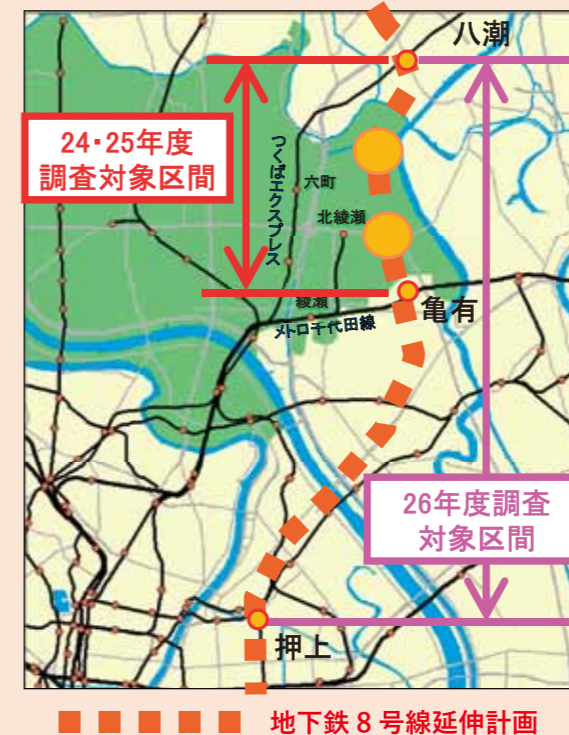 八潮
24・25年度
調査対象区間
つくばエクスプレス
六町
北綾瀬
綾瀬
亀有
メトロ千代田線
26年度調査
対象区間
押上
地下鉄8号線延伸計画